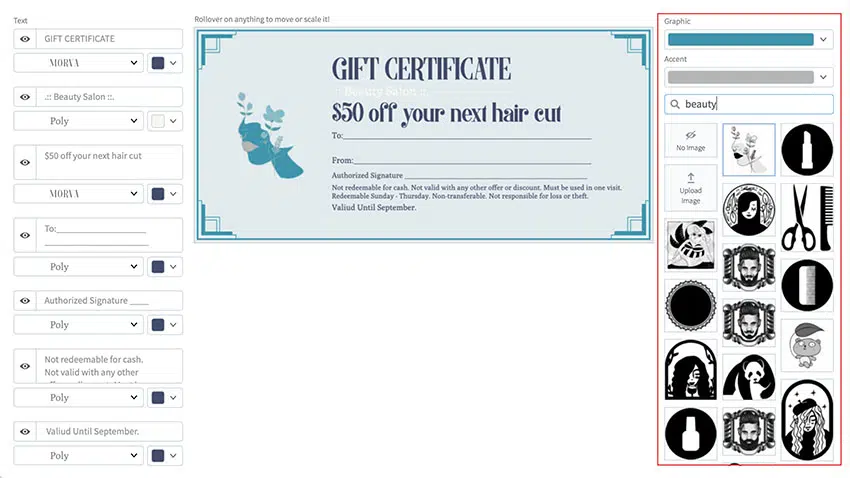 Text
GIFT CERTIFICATE
MORVA
.:: Beauty Salon ::.
Poly
$50 off your next hair cut
MORVA
To:____________________
_______________________
Poly
Authorized Signature ____
Poly
Not redeemable for cash.
Not valid with any other
Poly
Valiud Until September.
Poly
Rollover on anything to move or scale it!
GIFT CERTIFICATE
.:: Beauty Salon ::.
$50 off your next hair cut
To:____________________
From:____________________
Authorized Signature ____________________
Not redeemable for cash. Not valid with any other offer or discount. Must be used in one visit.
Redeemable Sunday - Thursday. Non-transferable. Not responsible for loss or theft.
Valiud Until September.
Graphic
Accent
beauty
No Image
Upload
Image